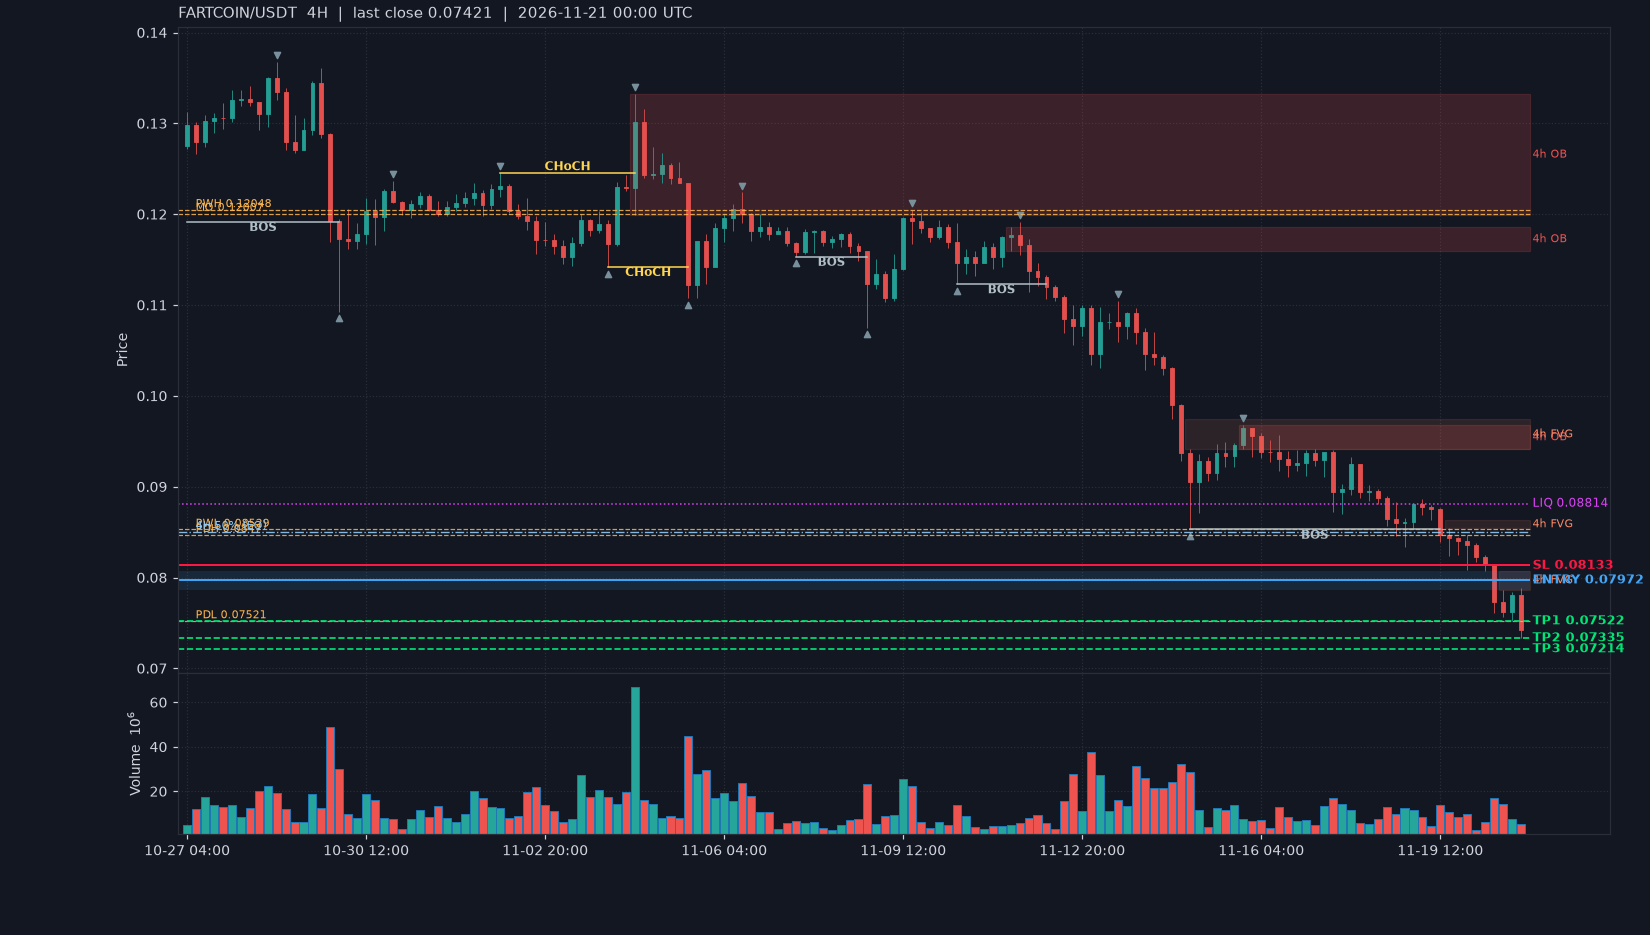 FARTCOIN/USDT  4H  |  last close 0.07421  |  2026-11-21 00:00 UTC
0.14
0.13
0.12
0.11
0.10
0.09
0.08
0.07
Price
CHoCH
CHoCH
BOS
BOS
BOS
BOS
PWH 0.12048
PDL 0.07521
4h OB
4h OB
4h FVG
LIQ 0.08814
4h FVG
SL 0.08133
ENTRY 0.07972
TP1 0.07522
TP2 0.07335
TP3 0.07214
Volume 10⁶
60
40
20
10-27 04:00
10-30 12:00
11-02 20:00
11-06 04:00
11-09 12:00
11-12 20:00
11-16 04:00
11-19 12:00